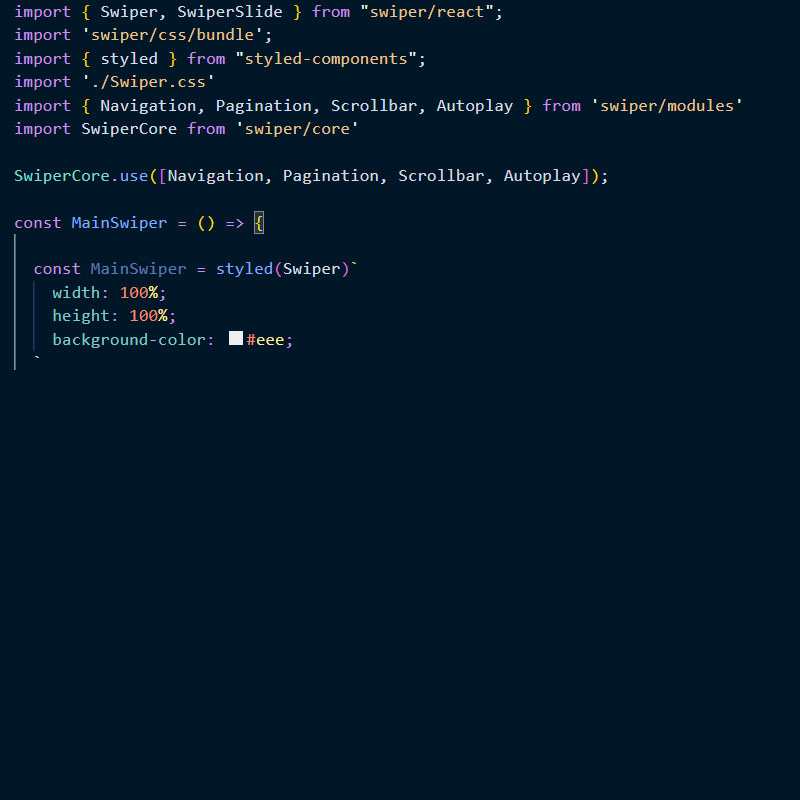 import { Swiper, SwiperSlide } from "swiper/react";
import 'swiper/css/bundle';
import { styled } from "styled-components";
import './Swiper.css'
import { Navigation, Pagination, Scrollbar, Autoplay } from 'swiper/modules'
import SwiperCore from 'swiper/core'
SwiperCore.use([Navigation, Pagination, Scrollbar, Autoplay]);
const MainSwiper = () => {
const MainSwiper = styled(Swiper)`
width: 100%;
height: 100%;
background-color: #eee;
`